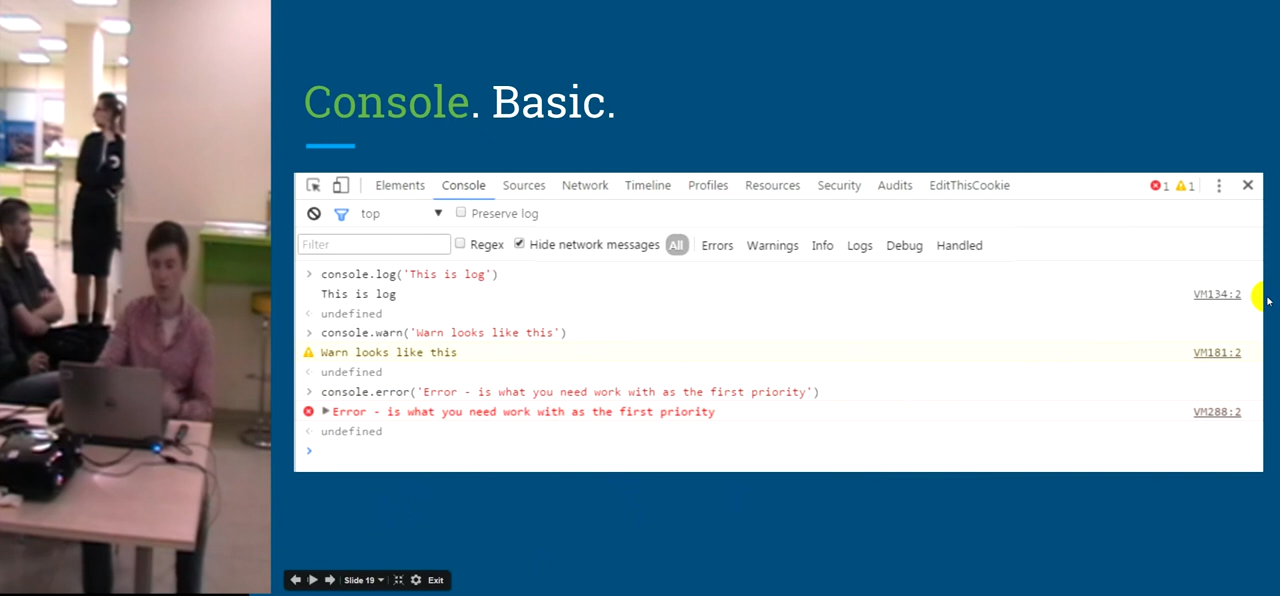 Console. Basic.
Elements Console Sources Network Timeline Profiles Resources Security Audits EditThisCookie 1 1
top Preserve log
Filter Regex Hide network messages All Errors Warnings Info Logs Debug Handled
> console.log('This is log')
This is log VM134:2
< undefined
> console.warn('Warn looks like this')
Warn looks like this VM181:2
< undefined
> console.error('Error - is what you need work with as the first priority')
Error - is what you need work with as the first priority VM288:2
< undefined
>
Slide 19 Exit